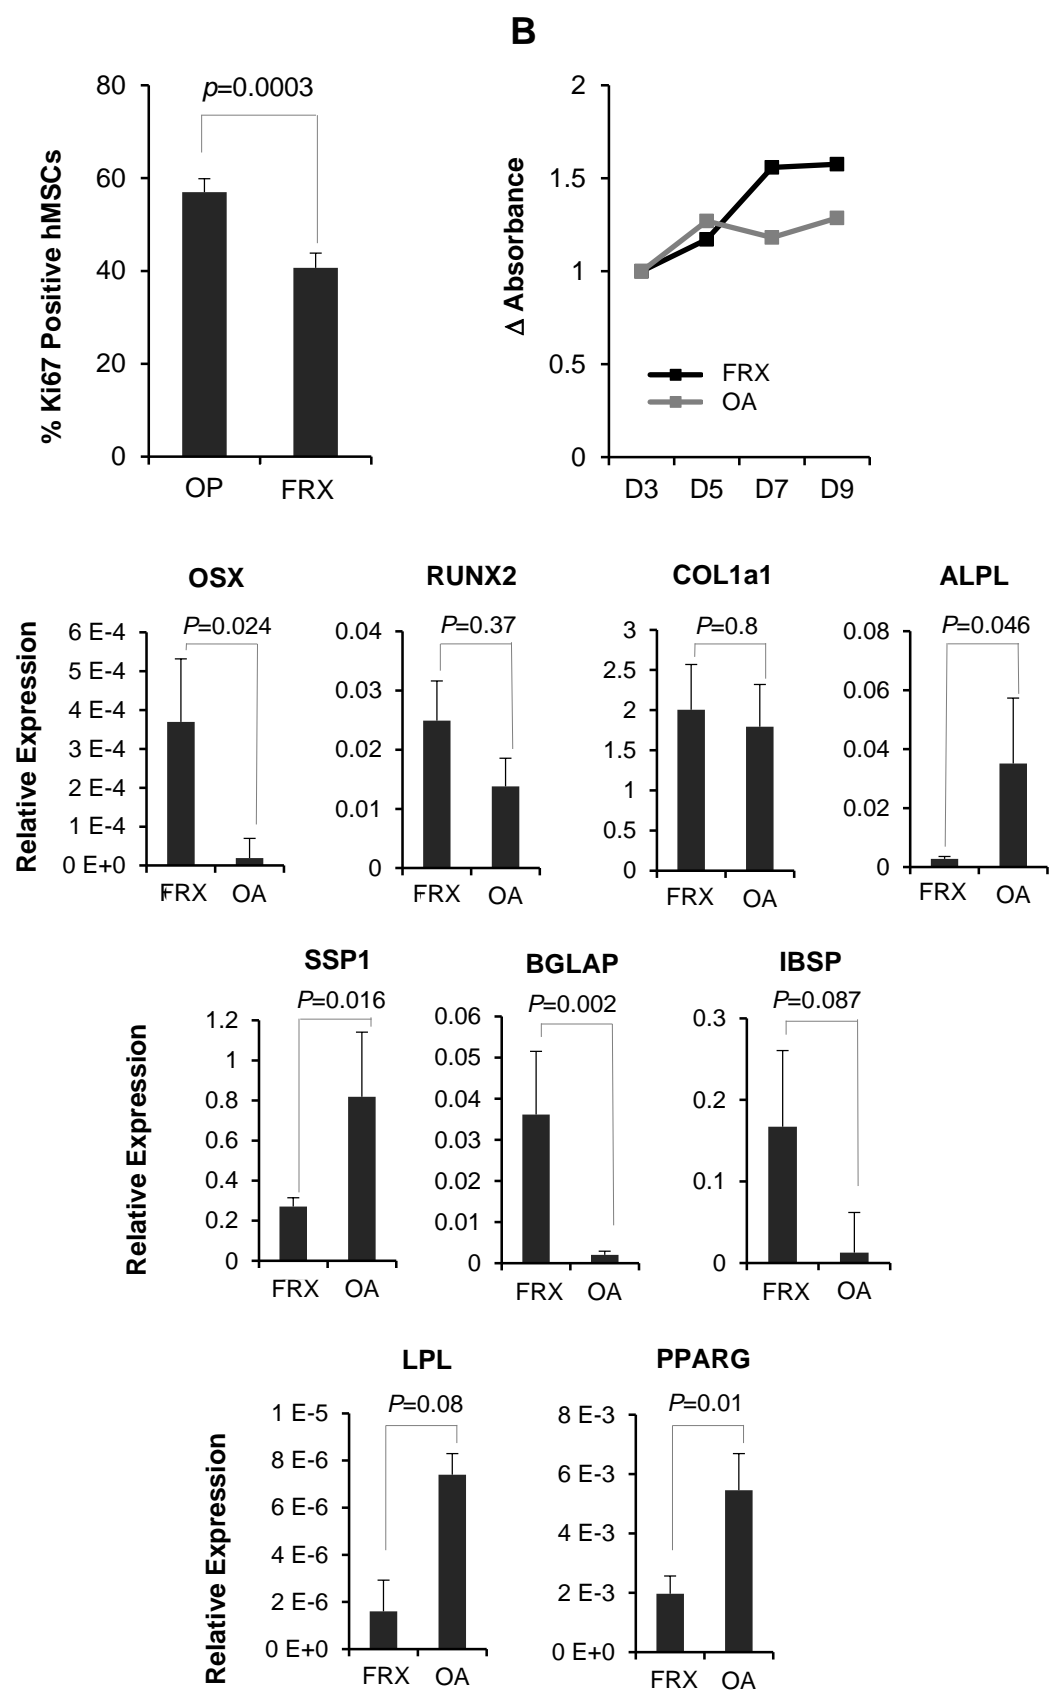 B
% Ki67 Positive hMSCs
80
60
40
20
0
p=0.0003
OP FRX
Δ Absorbance
2
1.5
1
0.5
0
FRX
OA
D3 D5 D7 D9
Relative Expression
OSX
P=0.024
6 E-4
5 E-4
4 E-4
3 E-4
2 E-4
1 E-4
0 E+0
FRX OA
RUNX2
P=0.37
0.04
0.03
0.02
0.01
0
FRX OA
COL1a1
P=0.8
3
2.5
2
1.5
1
0.5
0
FRX OA
ALPL
P=0.046
0.08
0.06
0.04
0.02
0
FRX OA
Relative Expression
SSP1
P=0.016
1.2
1
0.8
0.6
0.4
0.2
0
FRX OA
BGLAP
P=0.002
0.06
0.05
0.04
0.03
0.02
0.01
0
FRX OA
IBSP
P=0.087
0.3
0.2
0.1
0
FRX OA
Relative Expression
LPL
P=0.08
1 E-5
8 E-6
6 E-6
4 E-6
2 E-6
0 E+0
FRX OA
PPARG
P=0.01
8 E-3
6 E-3
4 E-3
2 E-3
0 E+0
FRX OA